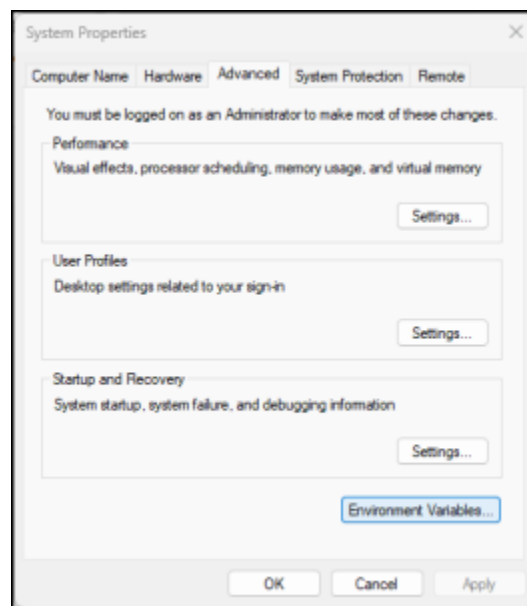 System Properties
Computer Name Hardware Advanced System Protection Remote
You must be logged on as an Administrator to make most of these changes.
Performance
Visual effects, processor scheduling, memory usage, and virtual memory
Settings...
User Profiles
Desktop settings related to your sign-in
Settings...
Startup and Recovery
System startup, system failure, and debugging information
Settings...
Environment Variables...
OK Cancel Apply